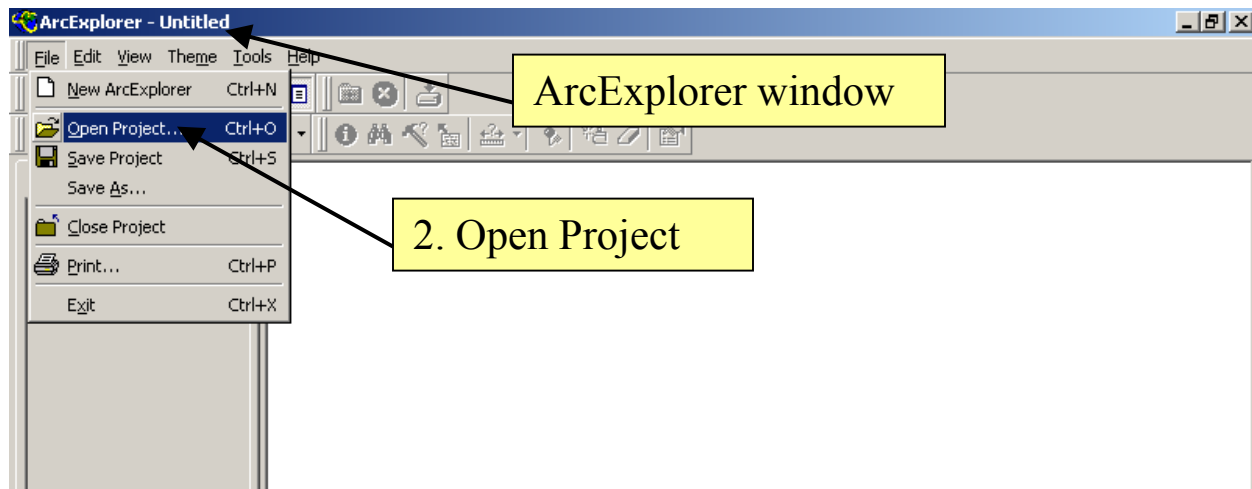 ArcExplorer - Untitled
File Edit View Theme Tools Help
New ArcExplorer Ctrl+N
ArcExplorer window
Open Project... Ctrl+O
Save Project Ctrl+S
Save As...
2. Open Project
Close Project
Print... Ctrl+P
Exit Ctrl+X